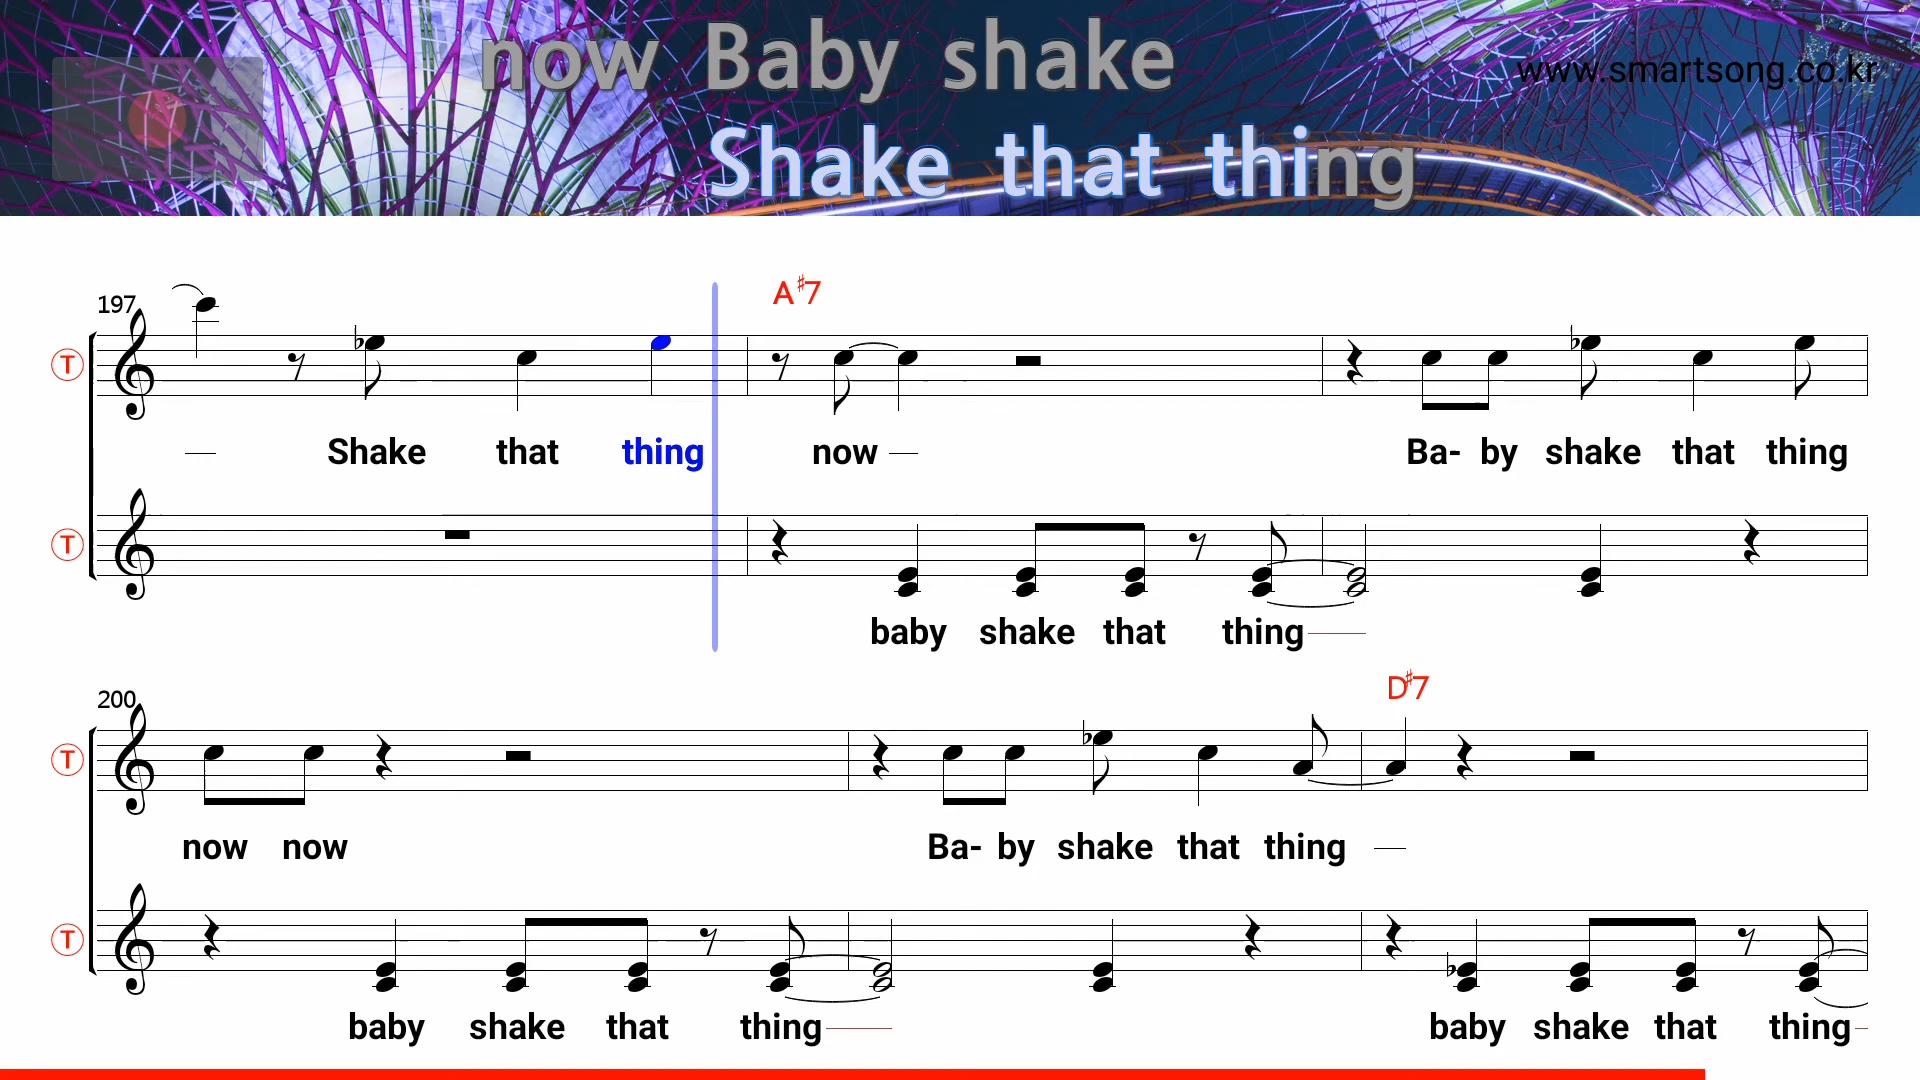 now Baby shake
www.smartsong.co.kr
Shake that thing
197
A♯7
T
Shake that thing now Ba- by shake that thing
T
baby shake that thing
200
D♯7
T
now now Ba- by shake that thing
T
baby shake that thing baby shake that thing